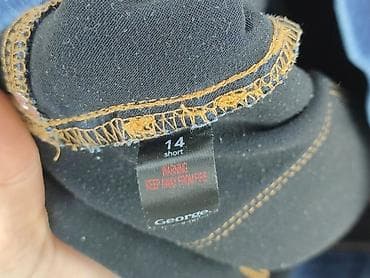 14
short
WARNING
KEEP AWAY FROM FIRE
George